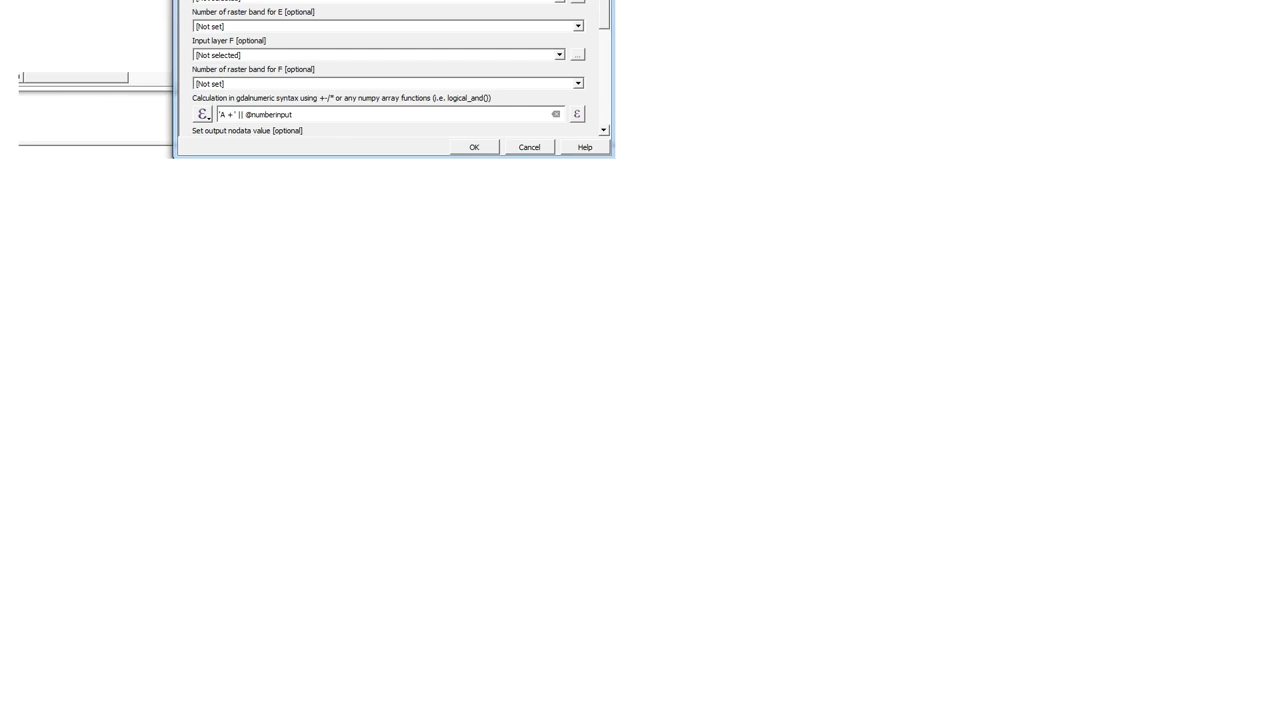 Number of raster band for E [optional]
[Not set]
Input layer F [optional]
[Not selected]
...
Number of raster band for F [optional]
[Not set]
Calculation in gdalnumeric syntax using +-/* or any numpy array functions (i.e. logical_and())
ε 'A + ' || @numberinput ε
Set output nodata value [optional]
OK Cancel Help